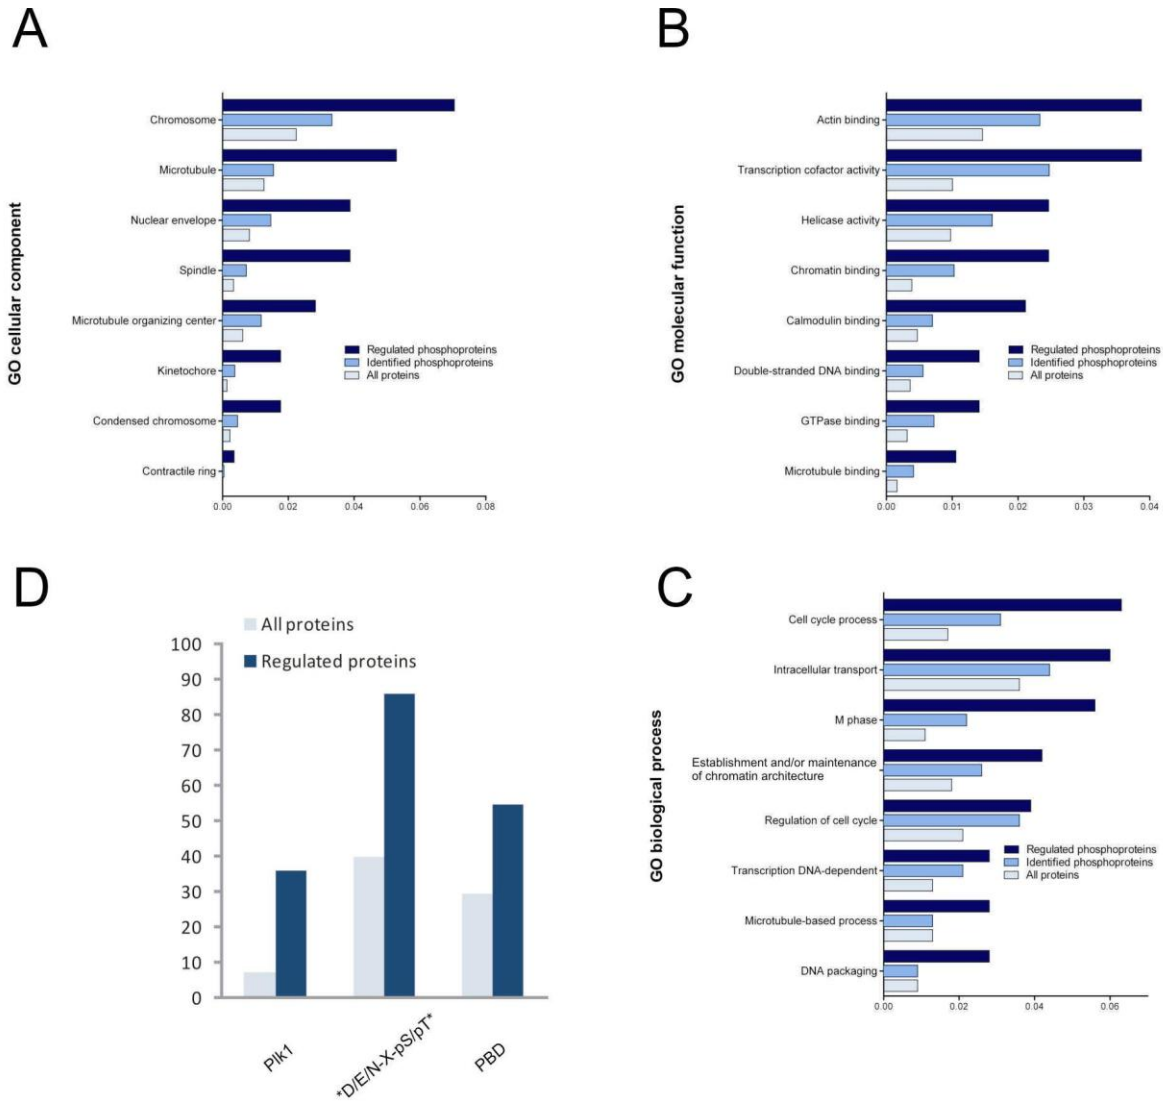 A
GO cellular component
Chromosome
Microtubule
Nuclear envelope
Spindle
Microtubule organizing center
Kinetochore
Condensed chromosome
Contractile ring
Regulated phosphoproteins
Identified phosphoproteins
All proteins
0.00 0.02 0.04 0.06 0.08
B
GO molecular function
Actin binding
Transcription cofactor activity
Helicase activity
Chromatin binding
Calmodulin binding
Double-stranded DNA binding
GTPase binding
Microtubule binding
Regulated phosphoproteins
Identified phosphoproteins
All proteins
0.00 0.01 0.02 0.03 0.04
D
All proteins
Regulated proteins
100
90
80
70
60
50
40
30
20
10
0
Plk1
*D/E/N-X-pS/pT*
PBD
C
GO biological process
Cell cycle process
Intracellular transport
M phase
Establishment and/or maintenance
of chromatin architecture
Regulation of cell cycle
Transcription DNA-dependent
Microtubule-based process
DNA packaging
Regulated phosphoproteins
Identified phosphoproteins
All proteins
0.00 0.02 0.04 0.06